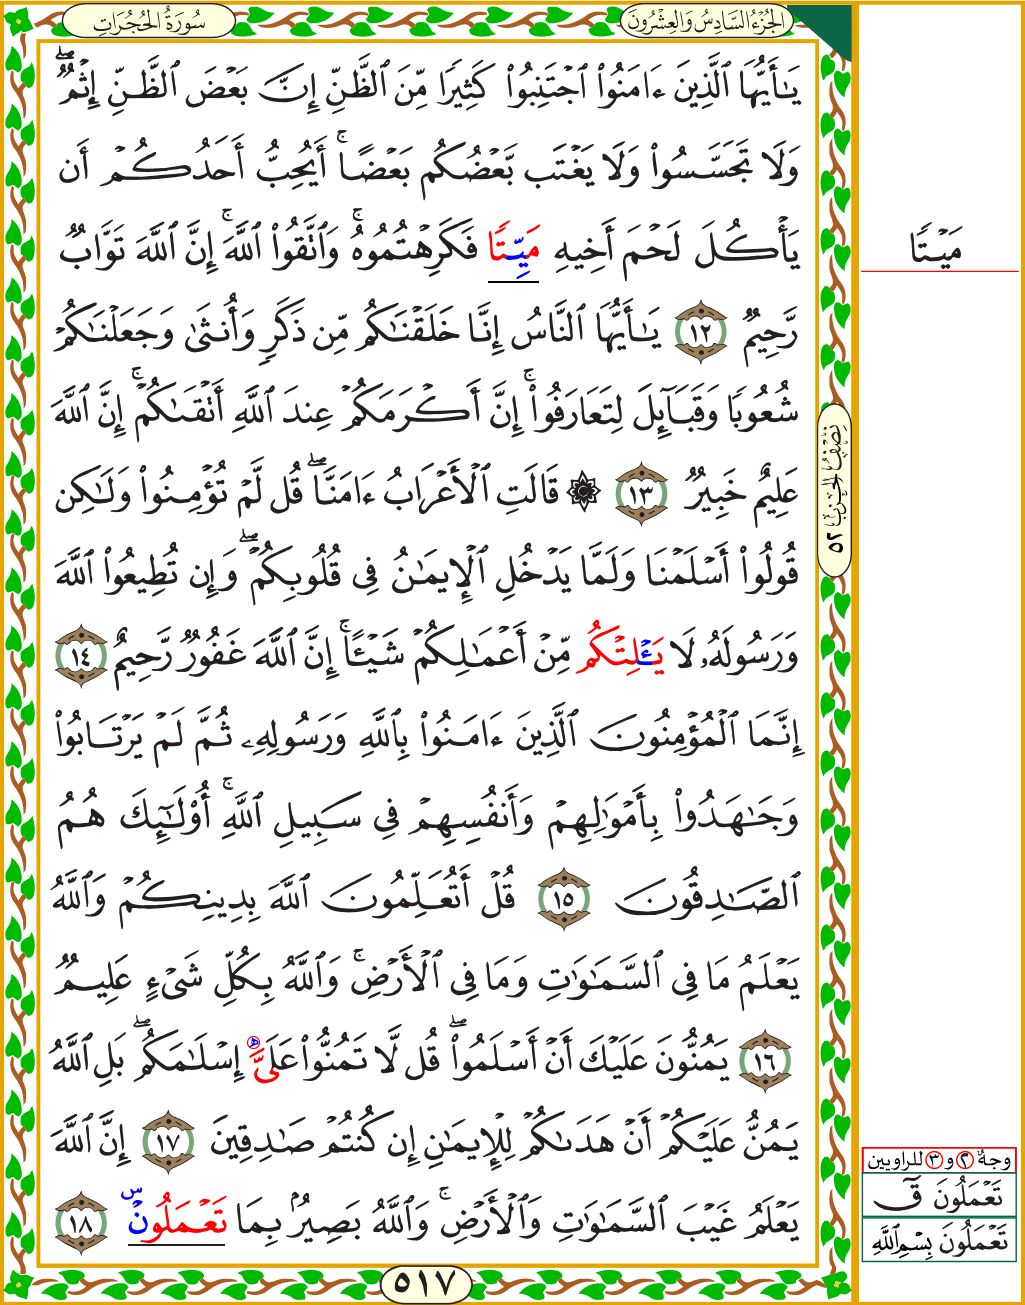 سُورَةُ الْحُجُرَاتِ
الجُزْءُ السَّادِسُ وَالعِشْرُونَ
يَٰٓأَيُّهَا ٱلَّذِينَ ءَامَنُوا۟ ٱجْتَنِبُوا۟ كَثِيرًا مِّنَ ٱلظَّنِّ إِنَّ بَعْضَ ٱلظَّنِّ إِثْمٌۖ
وَلَا تَجَسَّسُوا۟ وَلَا يَغْتَب بَّعْضُكُم بَعْضًاۚ أَيُحِبُّ أَحَدُكُمْ أَن
يَأْكُلَ لَحْمَ أَخِيهِ مَيِّتًا فَكَرِهْتُمُوهُۚ وَٱتَّقُوا۟ ٱللَّهَۚ إِنَّ ٱللَّهَ تَوَّابٌ
مَيْتًا
رَّحِيمٌ ١٢ يَٰٓأَيُّهَا ٱلنَّاسُ إِنَّا خَلَقْنَٰكُم مِّن ذَكَرٍ وَأُنثَىٰ وَجَعَلْنَٰكُمْ
شُعُوبًا وَقَبَآئِلَ لِتَعَارَفُوٓا۟ۚ إِنَّ أَكْرَمَكُمْ عِندَ ٱللَّهِ أَتْقَىٰكُمْۚ إِنَّ ٱللَّهَ
عَلِيمٌ خَبِيرٌ ١٣ ۞ قَالَتِ ٱلْأَعْرَابُ ءَامَنَّاۖ قُل لَّمْ تُؤْمِنُوا۟ وَلَٰكِن
نِصْفُ الْحِزْب ٥٢
قُولُوٓا۟ أَسْلَمْنَا وَلَمَّا يَدْخُلِ ٱلْإِيمَٰنُ فِى قُلُوبِكُمْۖ وَإِن تُطِيعُوا۟ ٱللَّهَ
وَرَسُولَهُۥ لَا يَـْٔلِتْكُم مِّنْ أَعْمَٰلِكُمْ شَيْـًٔاۚ إِنَّ ٱللَّهَ غَفُورٌ رَّحِيمٌ ١٤
إِنَّمَا ٱلْمُؤْمِنُونَ ٱلَّذِينَ ءَامَنُوا۟ بِٱللَّهِ وَرَسُولِهِۦ ثُمَّ لَمْ يَرْتَابُوا۟
وَجَٰهَدُوا۟ بِأَمْوَٰلِهِمْ وَأَنفُسِهِمْ فِى سَبِيلِ ٱللَّهِۚ أُو۟لَٰٓئِكَ هُمُ
ٱلصَّٰدِقُونَ ١٥ قُلْ أَتُعَلِّمُونَ ٱللَّهَ بِدِينِكُمْ وَٱللَّهُ
يَعْلَمُ مَا فِى ٱلسَّمَٰوَٰتِ وَمَا فِى ٱلْأَرْضِۚ وَٱللَّهُ بِكُلِّ شَىْءٍ عَلِيمٌ
١٦ يَمُنُّونَ عَلَيْكَ أَنْ أَسْلَمُوا۟ۖ قُل لَّا تَمُنُّوا۟ عَلَىَّ إِسْلَٰمَكُمۖ بَلِ ٱللَّهُ
يَمُنُّ عَلَيْكُمْ أَنْ هَدَىٰكُمْ لِلْإِيمَٰنِ إِن كُنتُمْ صَٰدِقِينَ ١٧ إِنَّ ٱللَّهَ
يَعْلَمُ غَيْبَ ٱلسَّمَٰوَٰتِ وَٱلْأَرْضِۚ وَٱللَّهُ بَصِيرٌۢ بِمَا تَعْمَلُونَ ١٨
وجهُ ٢ و ٣ للراويين
تَعْمَلُونَ قٓ
تَعْمَلُونَ بِسْمِ ٱللَّهِ
٥١٧